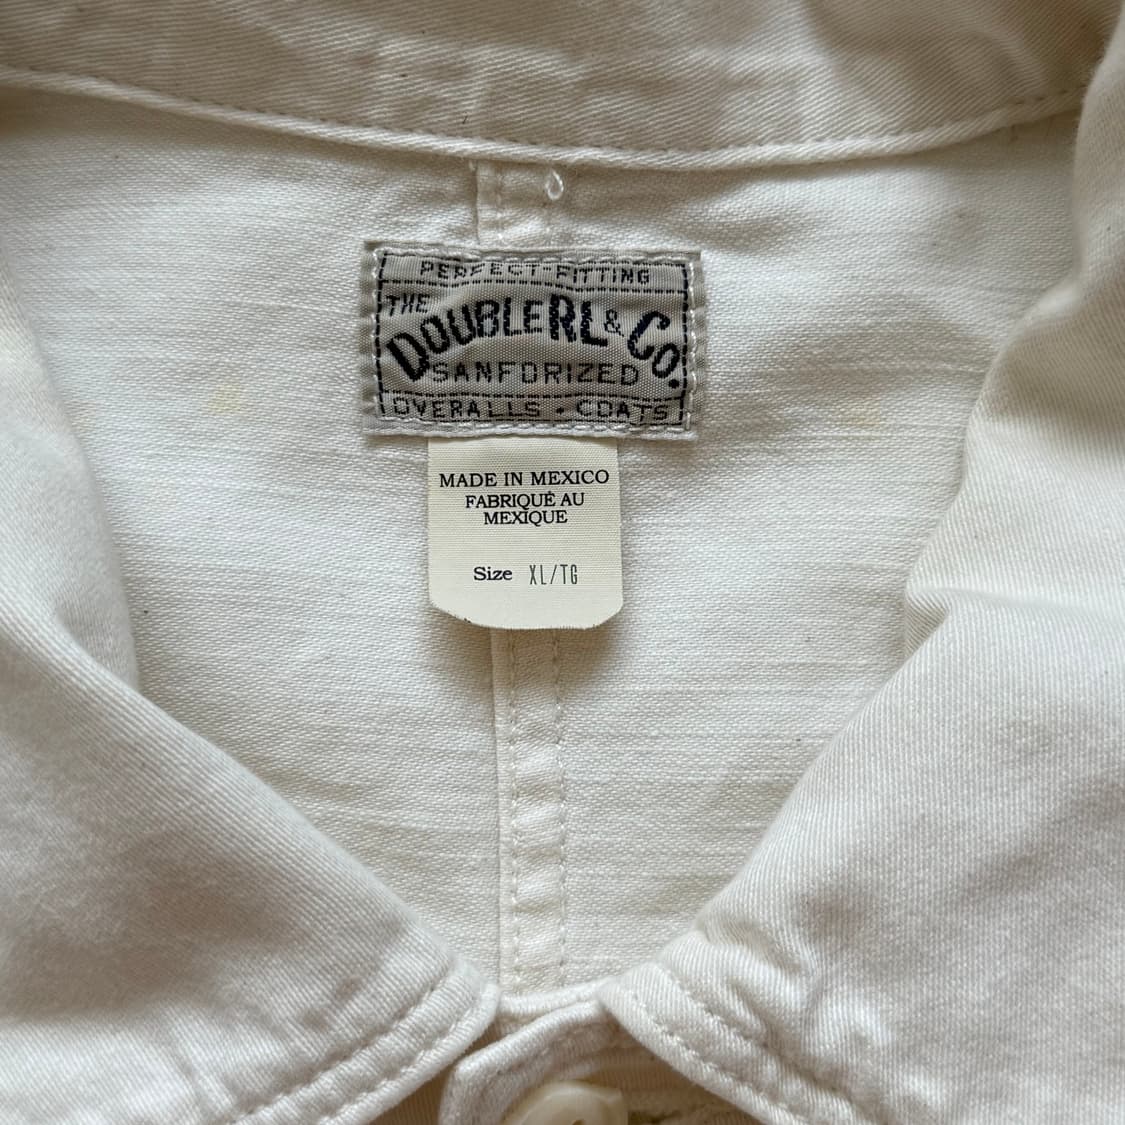 PERFECT-FITTING
THE
DOUBLERL & CO.
SANFORIZED
OVERALLS · COATS
MADE IN MEXICO
FABRIQUÉ AU
MEXIQUE
Size XL/TG